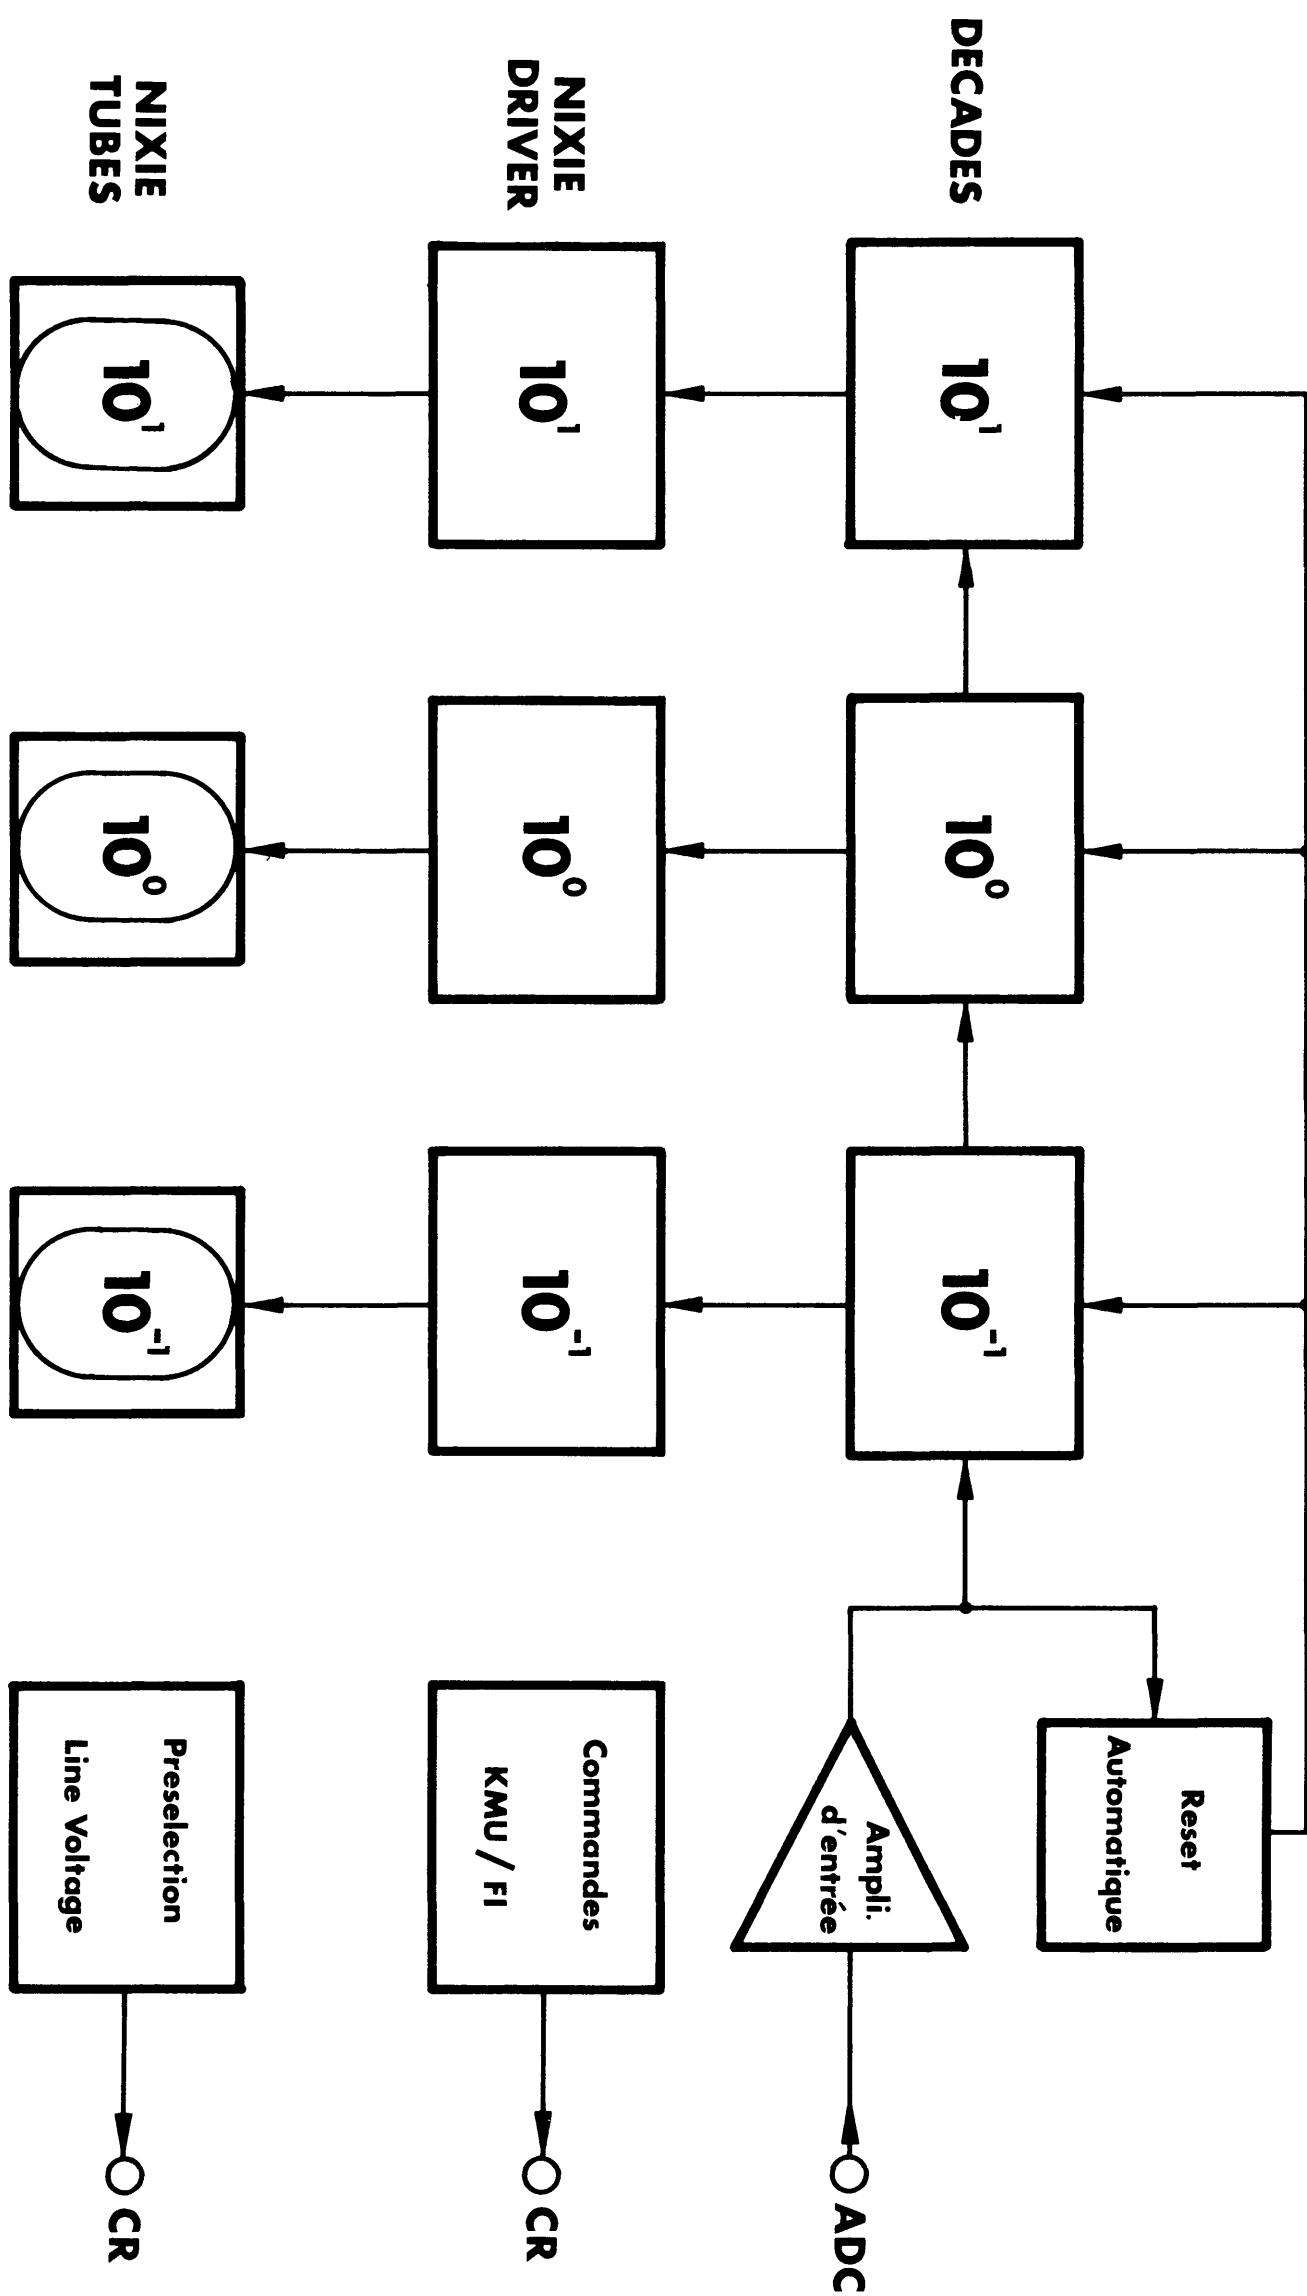 Reset
Automatique
DECADES
10¹
10⁰
10⁻¹
Ampli.
d'entrée
ADC
NIXIE
DRIVER
10¹
10⁰
10⁻¹
Commandes
KMU / FI
CR
NIXIE
TUBES
10¹
10⁰
10⁻¹
Preselection
Line Voltage
CR